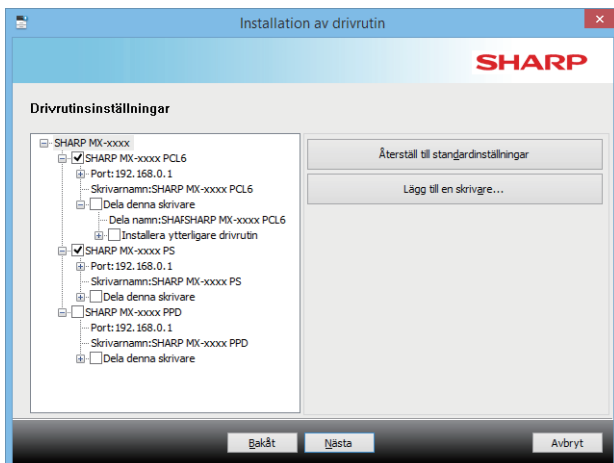 Installation av drivrutin
SHARP
Drivrutinsinställningar
SHARP MX-xxxx
SHARP MX-xxxx PCL6
Port:192.168.0.1
Skrivarnamn:SHARP MX-xxxx PCL6
Dela denna skrivare
Dela namn:SHAFSHARP MX-xxxx PCL6
Installera ytterligare drivrutin
SHARP MX-xxxx PS
Port:192.168.0.1
Skrivarnamn:SHARP MX-xxxx PS
Dela denna skrivare
SHARP MX-xxxx PPD
Port:192.168.0.1
Skrivarnamn:SHARP MX-xxxx PPD
Dela denna skrivare
Återställ till standardinställningar
Lägg till en skrivare...
Bakåt
Nästa
Avbryt